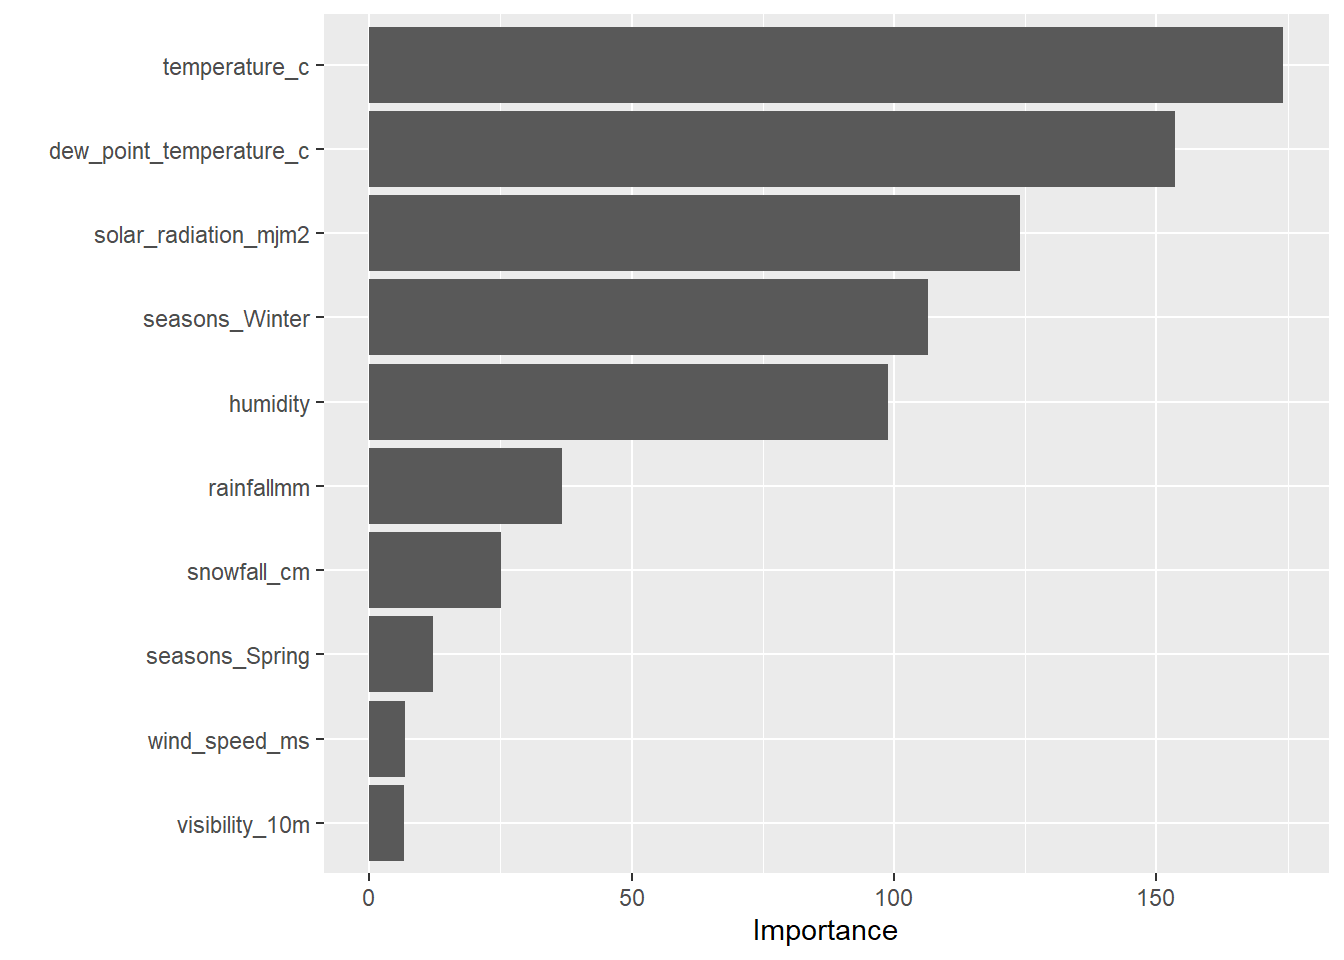 temperature_c
dew_point_temperature_c
solar_radiation_mjm2
seasons_Winter
humidity
rainfallmm
snowfall_cm
seasons_Spring
wind_speed_ms
visibility_10m
0 50 100 150
Importance